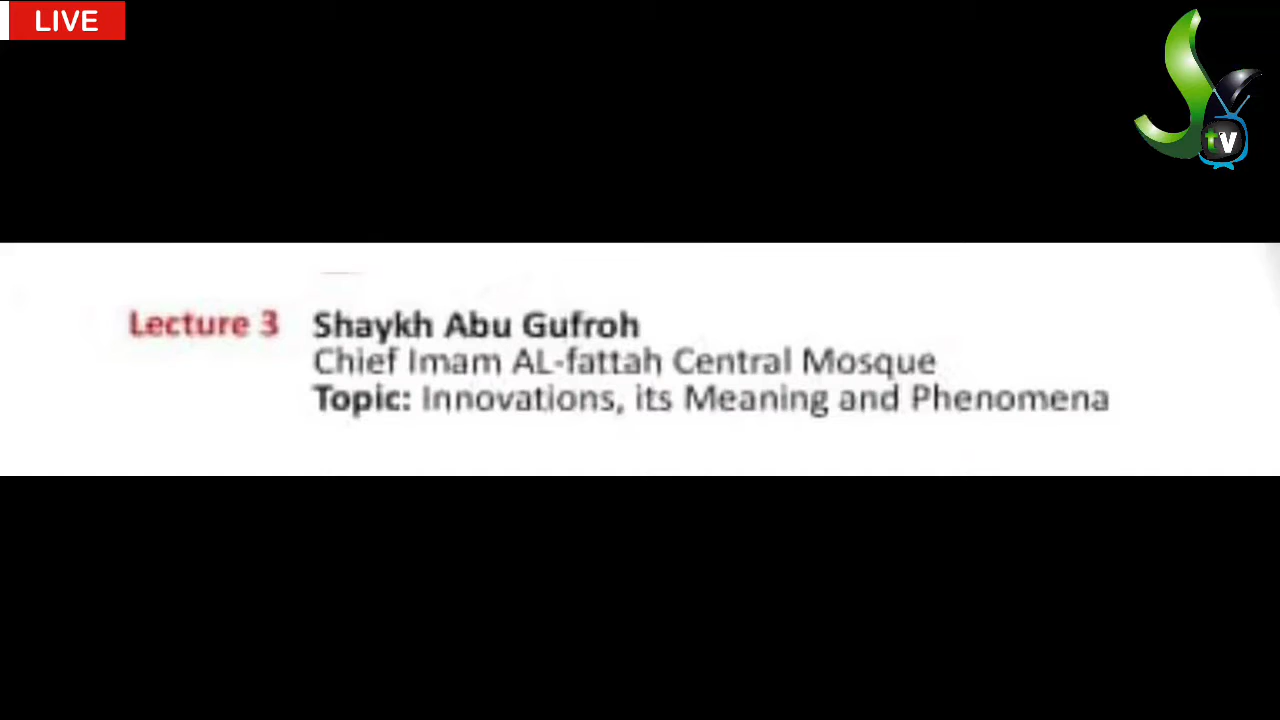 LIVE
tV
Lecture 3 Shaykh Abu Gufroh
Chief Imam AL-fattah Central Mosque
Topic: Innovations, its Meaning and Phenomena